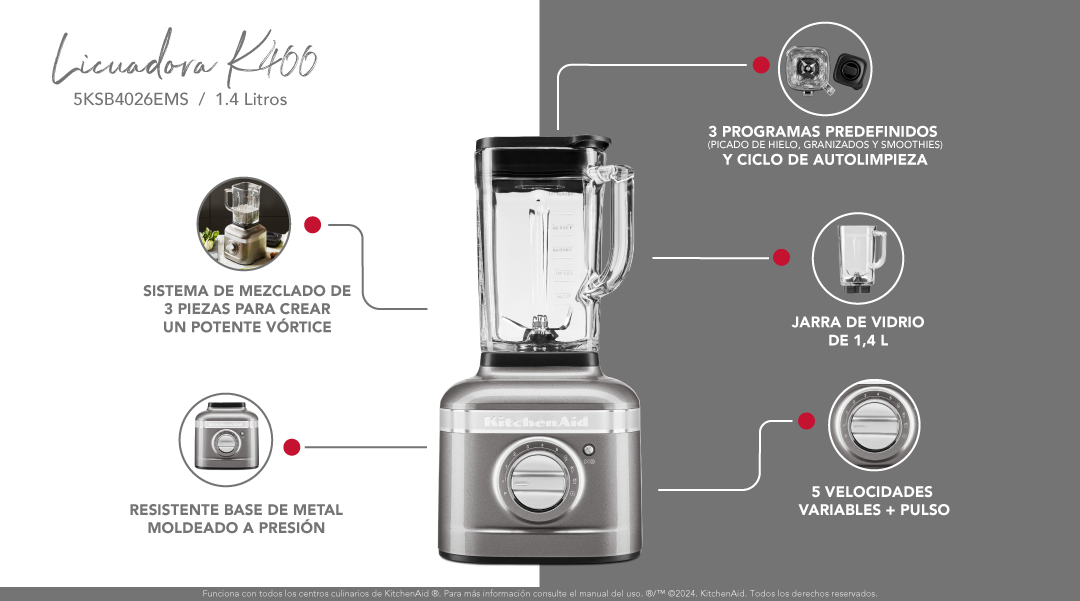 Licuadora K400
5KSB4026EMS / 1.4 Litros
SISTEMA DE MEZCLADO DE
3 PIEZAS PARA CREAR
UN POTENTE VÓRTICE
RESISTENTE BASE DE METAL
MOLDEADO A PRESIÓN
KitchenAid
3 PROGRAMAS PREDEFINIDOS
(PICADO DE HIELO, GRANIZADOS Y SMOOTHIES)
Y CICLO DE AUTOLIMPIEZA
JARRA DE VIDRIO
DE 1,4 L
5 VELOCIDADES
VARIABLES + PULSO
Funciona con todos los centros culinarios de KitchenAid ®. Para más información consulte el manual del uso. ®/™ ©2024. KitchenAid. Todos los derechos reservados.